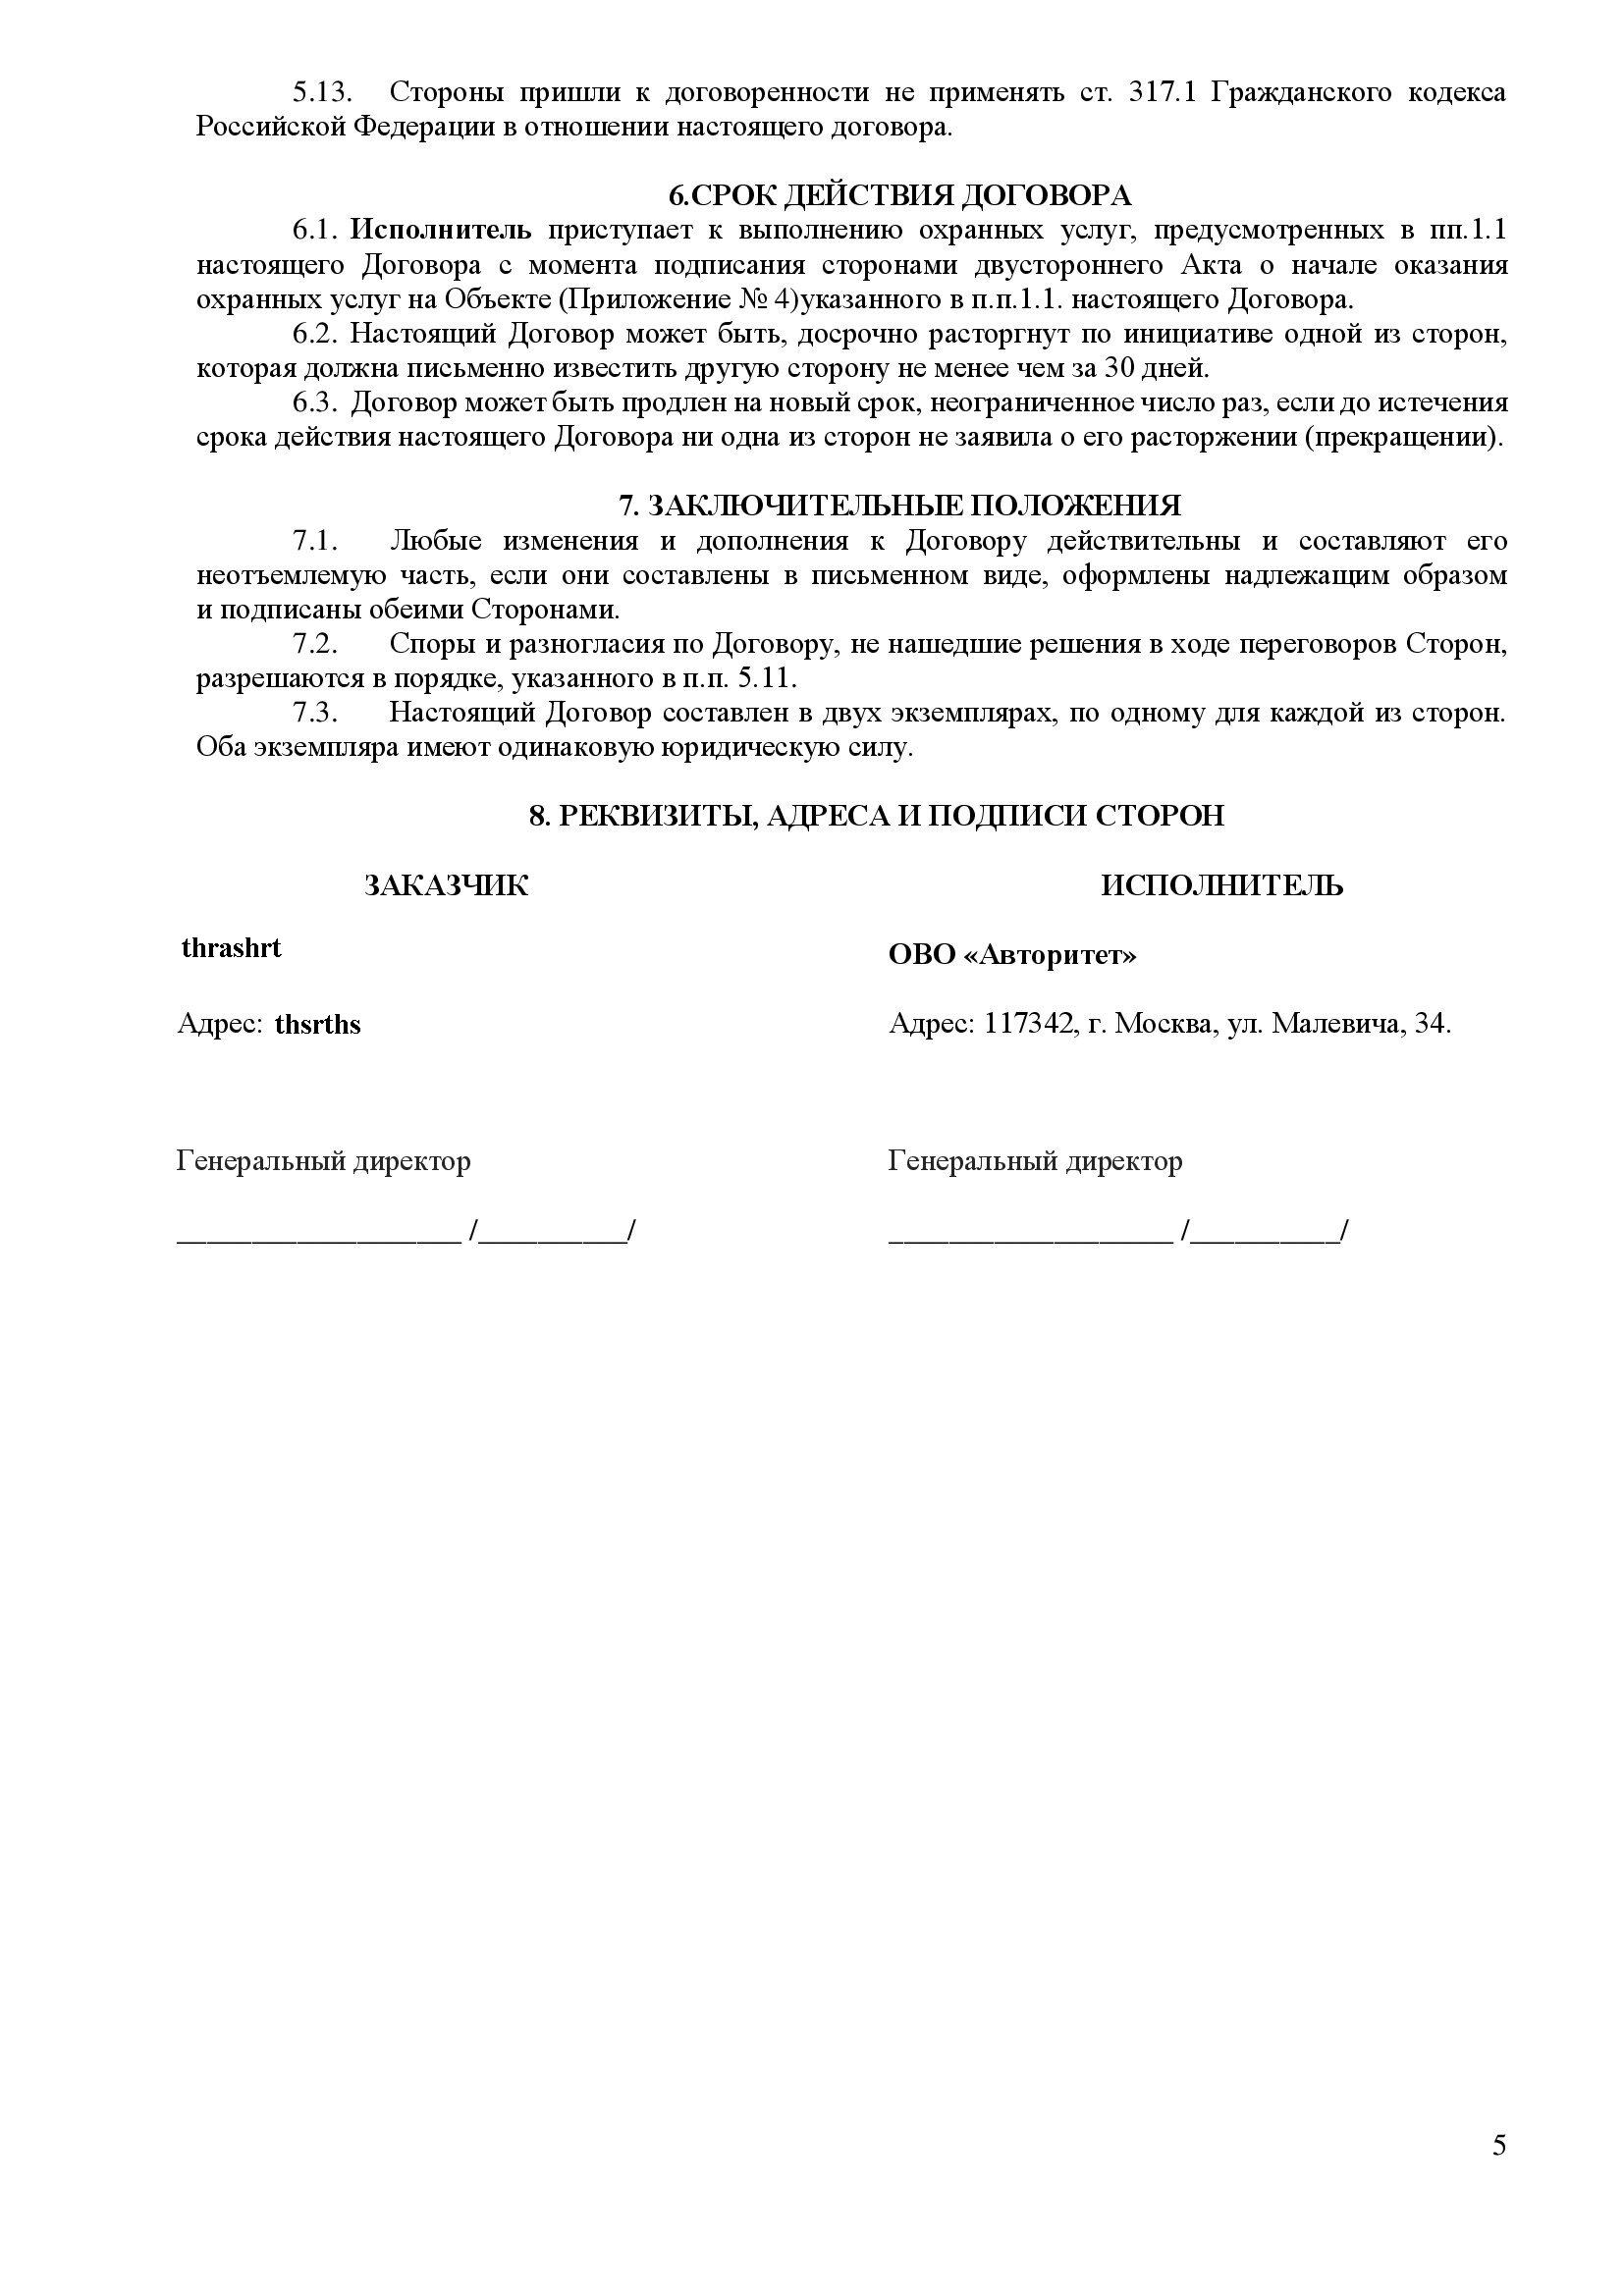 5.13. Стороны пришли к договоренности не применять ст. 317.1 Гражданского кодекса
Российской Федерации в отношении настоящего договора.
6.СРОК ДЕЙСТВИЯ ДОГОВОРА
6.1. Исполнитель приступает к выполнению охранных услуг, предусмотренных в пп.1.1
настоящего Договора с момента подписания сторонами двустороннего Акта о начале оказания
охранных услуг на Объекте (Приложение № 4)указанного в п.п.1.1. настоящего Договора.
6.2. Настоящий Договор может быть, досрочно расторгнут по инициативе одной из сторон,
которая должна письменно известить другую сторону не менее чем за 30 дней.
6.3. Договор может быть продлен на новый срок, неограниченное число раз, если до истечения
срока действия настоящего Договора ни одна из сторон не заявила о его расторжении (прекращении).
7. ЗАКЛЮЧИТЕЛЬНЫЕ ПОЛОЖЕНИЯ
7.1. Любые изменения и дополнения к Договору действительны и составляют его
неотъемлемую часть, если они составлены в письменном виде, оформлены надлежащим образом
и подписаны обеими Сторонами.
7.2. Споры и разногласия по Договору, не нашедшие решения в ходе переговоров Сторон,
разрешаются в порядке, указанного в п.п. 5.11.
7.3. Настоящий Договор составлен в двух экземплярах, по одному для каждой из сторон.
Оба экземпляра имеют одинаковую юридическую силу.
8. РЕКВИЗИТЫ, АДРЕСА И ПОДПИСИ СТОРОН
ЗАКАЗЧИК
thrashrt
Адрес: thsrths
Генеральный директор
___________________ /__________/
ИСПОЛНИТЕЛЬ
ОВО «Авторитет»
Адрес: 117342, г. Москва, ул. Малевича, 34.
Генеральный директор
___________________ /__________/
5